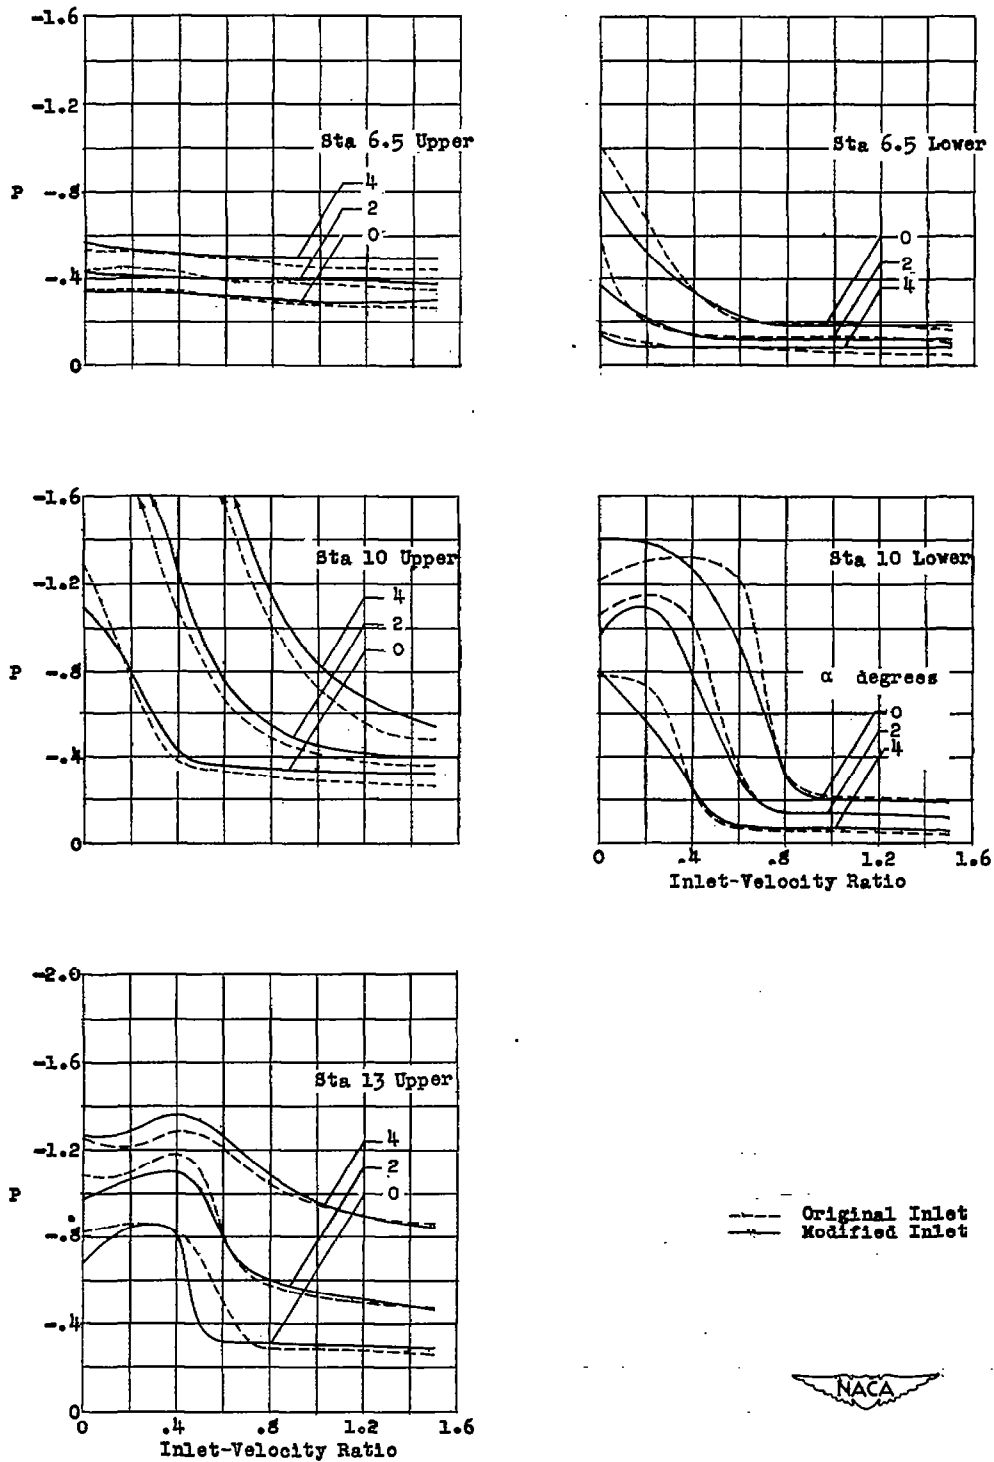 -1.6
-1.2
P -.8
-.4
0
Sta 6.5 Upper
4
2
0
Sta 6.5 Lower
0
2
4
-1.6
-1.2
P -.8
-.4
0
Sta 10 Upper
4
2
0
Sta 10 Lower
α degrees
0
2
4
0 .4 .8 1.2 1.6
Inlet-Velocity Ratio
-2.0
-1.6
-1.2
P
-.8
-.4
0
Sta 13 Upper
4
2
0
0 .4 .8 1.2 1.6
Inlet-Velocity Ratio
Original Inlet
Modified Inlet
NACA